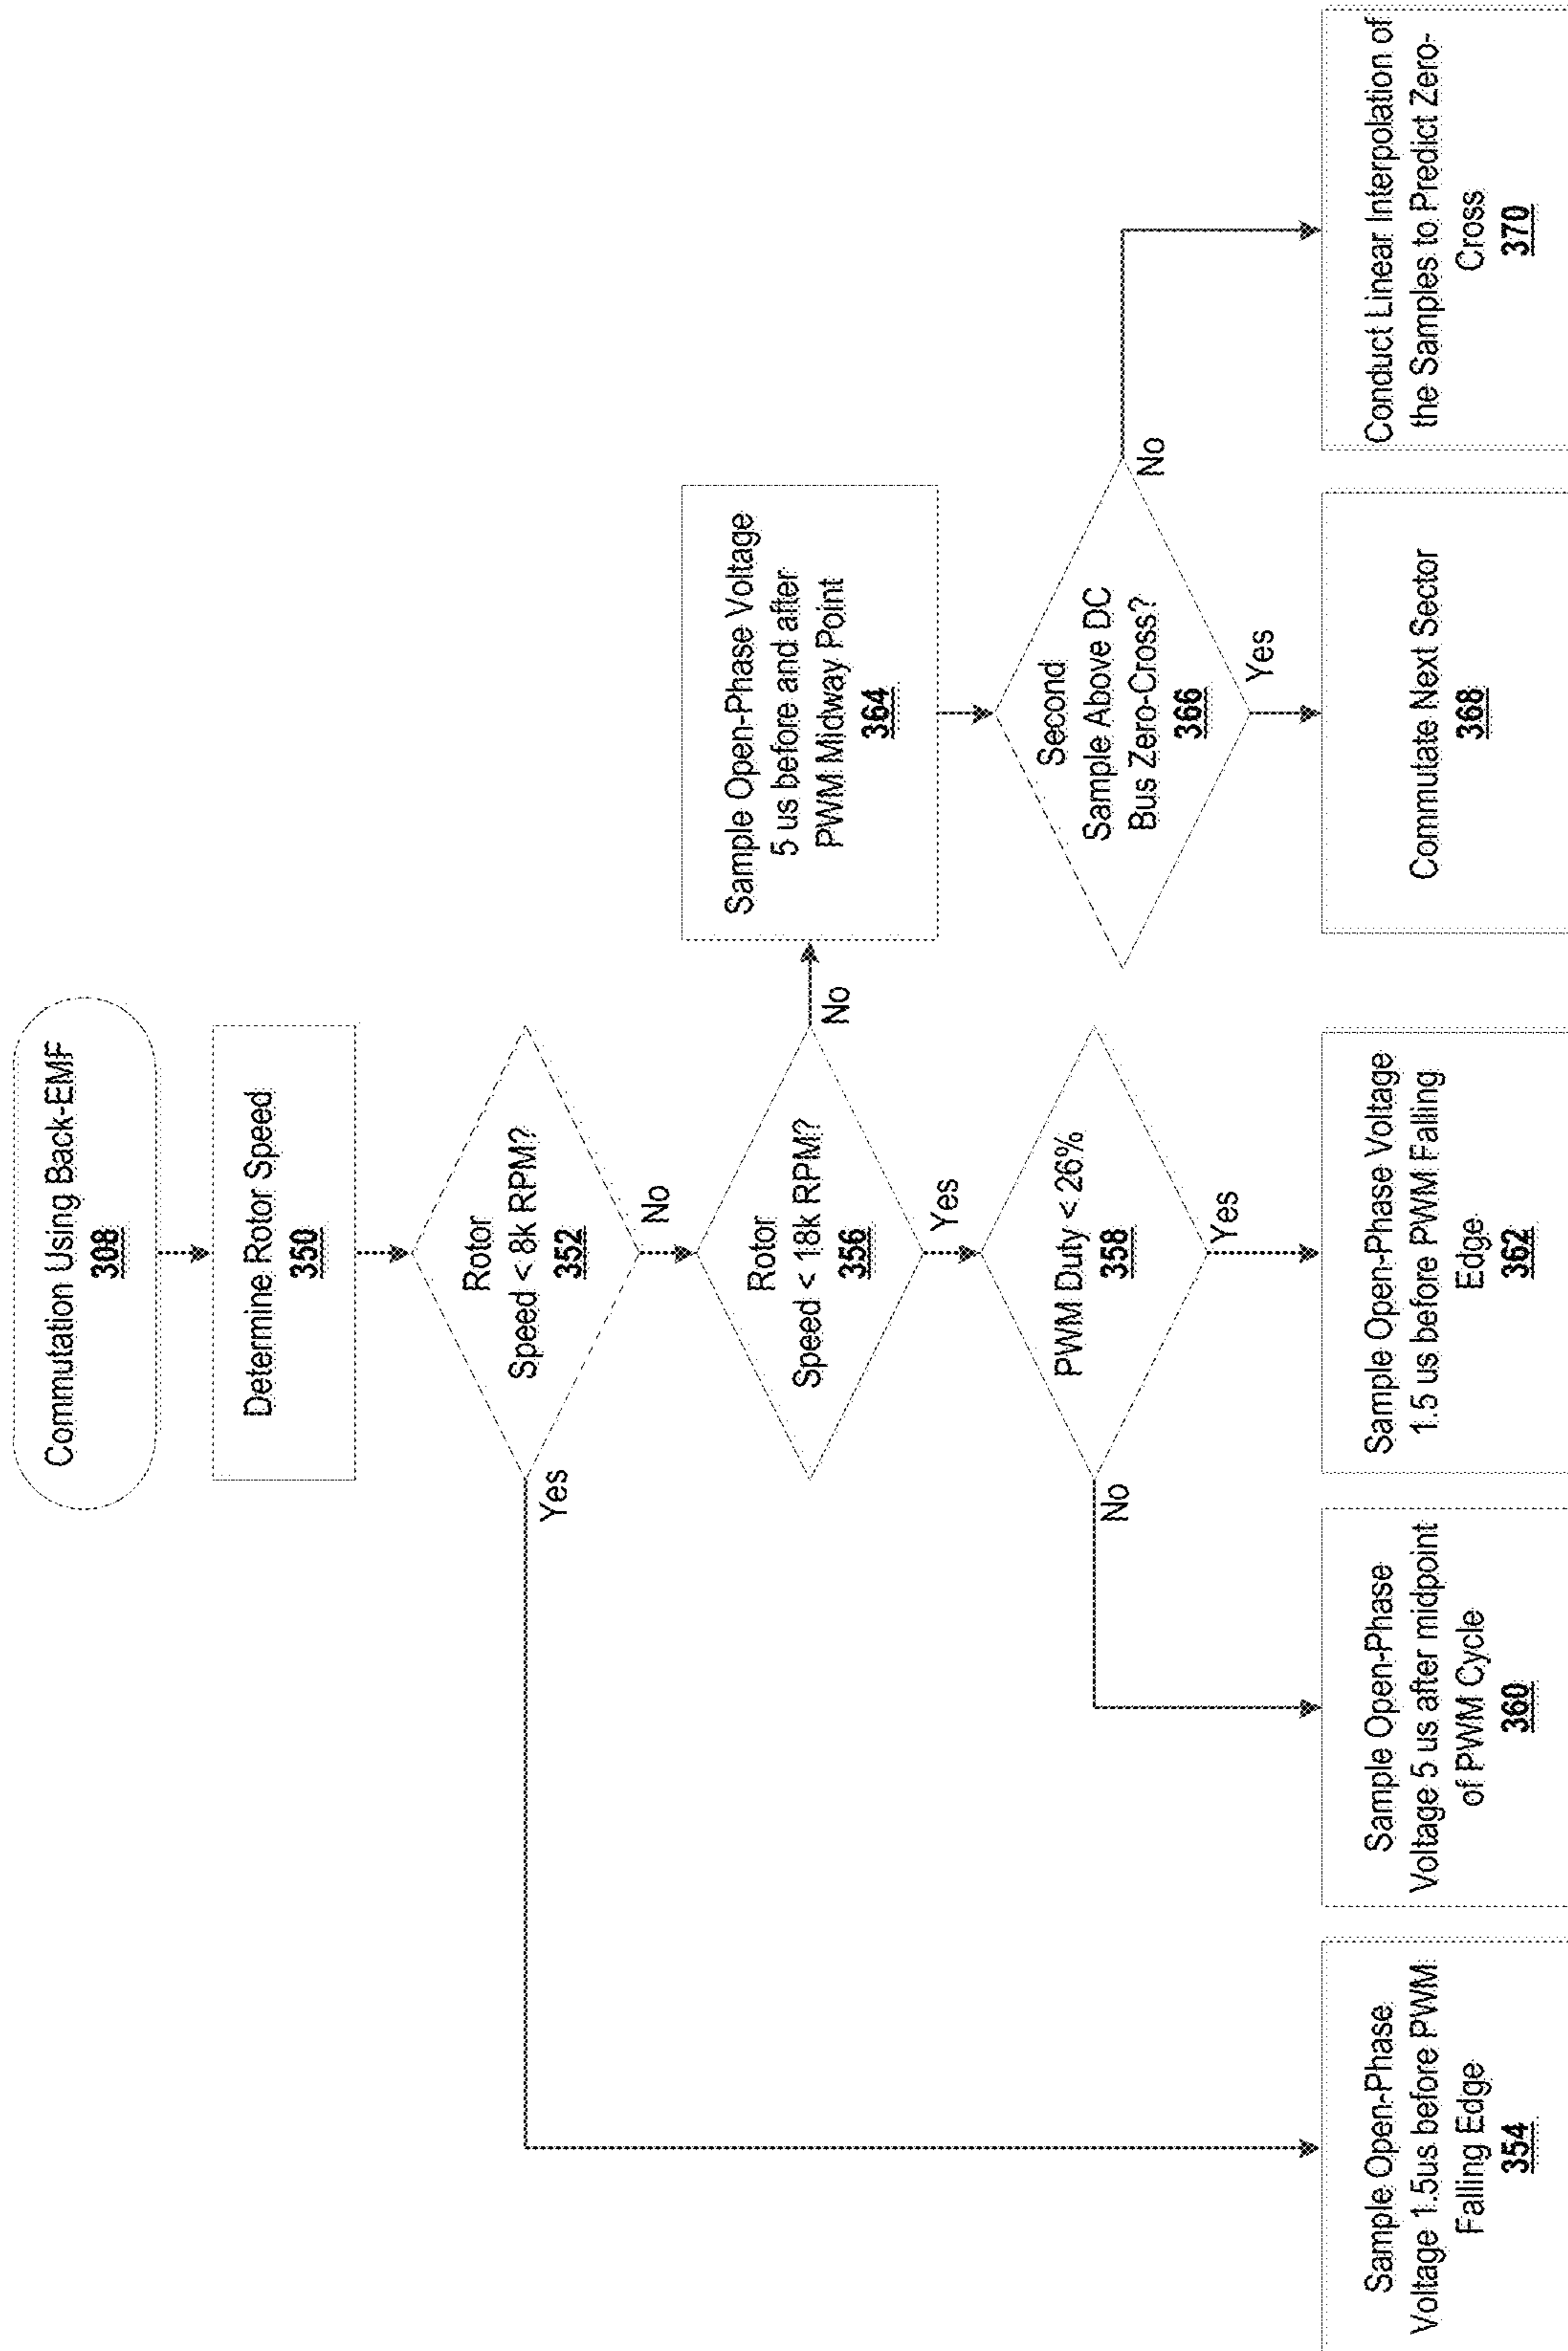 Commutation Using Back-EMF
308
Determine Rotor Speed
350
Rotor
Speed < 8k RPM?
352
Yes
No
Rotor
Speed < 18k RPM?
356
No
Yes
Sample Open-Phase Voltage
5 us before and after
PWM Midway Point
364
PWM Duty < 26%
358
No
Yes
Second
Sample Above DC
Bus Zero-Cross?
366
No
Yes
Sample Open-Phase
Voltage 1.5us before PWM
Falling Edge
354
Sample Open-Phase
Voltage 5 us after midpoint
of PWM Cycle
360
Sample Open-Phase Voltage
1.5 us before PWM Falling
Edge
362
Commutate Next Sector
368
Conduct Linear Interpolation of
the Samples to Predict Zero-
Cross
370